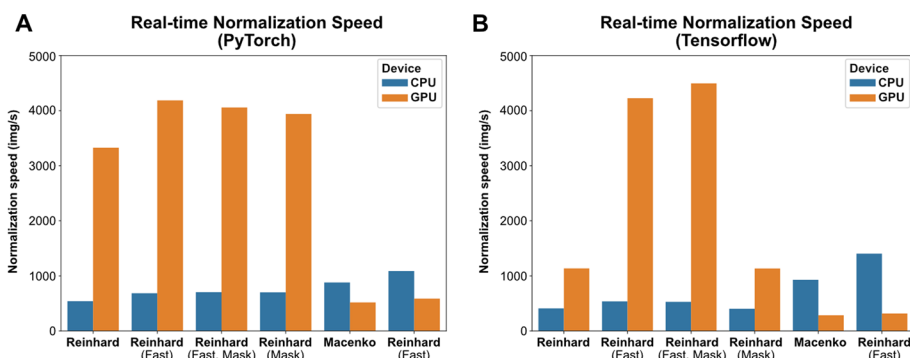 A
Real-time Normalization Speed
(PyTorch)
Normalization speed (img/s)
5000
4000
3000
2000
1000
0
Device
CPU
GPU
Reinhard
Reinhard
(Fast)
Reinhard
(Fast, Mask)
Reinhard
(Mask)
Macenko
Reinhard
(Fast)
B
Real-time Normalization Speed
(Tensorflow)
Normalization speed (img/s)
5000
4000
3000
2000
1000
0
Device
CPU
GPU
Reinhard
Reinhard
(Fast)
Reinhard
(Fast, Mask)
Reinhard
(Mask)
Macenko
Reinhard
(Fast)